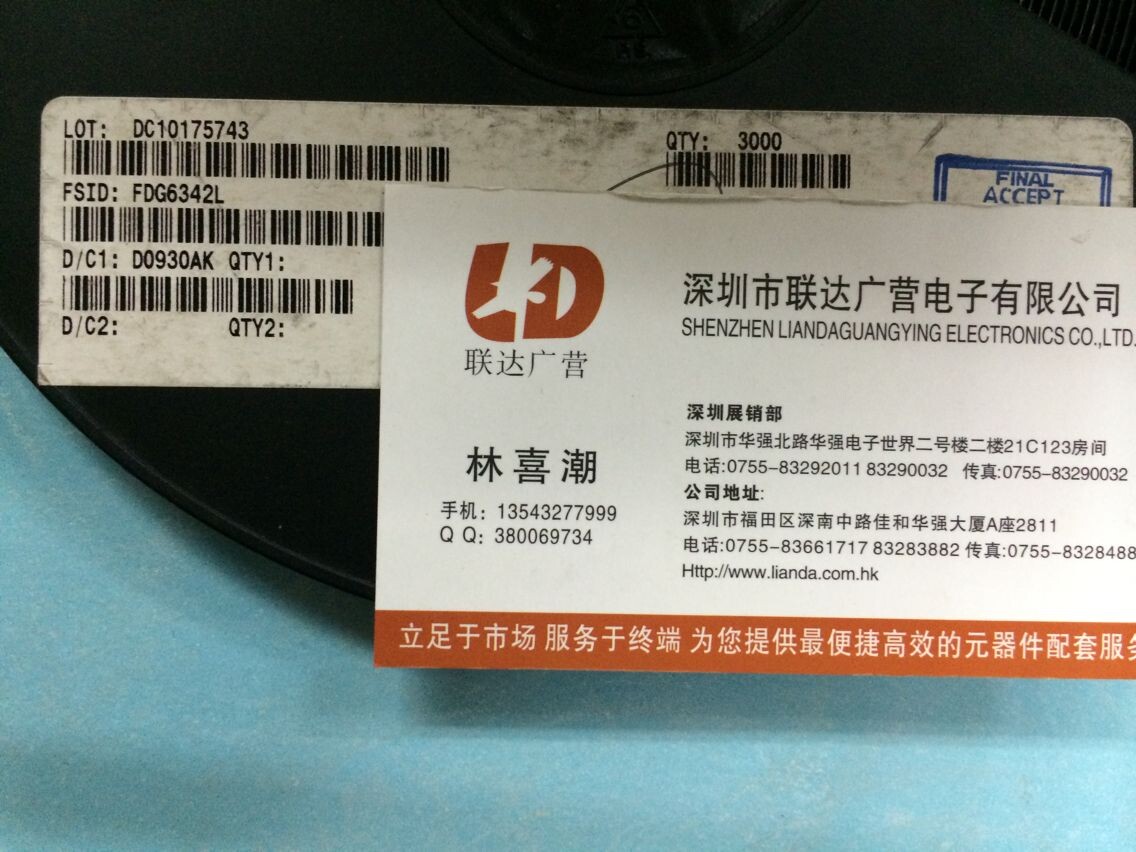 LOT: DC10175743
QTY: 3000
FSID: FDG6342L
FINAL
ACCEPT
D/C1: D0930AK QTY1:
D/C2: QTY2:
联达广营
深圳市联达广营电子有限公司
SHENZHEN LIANDAGUANGYING ELECTRONICS CO.,LTD.
林喜潮
手机: 13543277999
Q Q: 380069734
深圳展销部
深圳市华强北路华强电子世界二号楼二楼21C123房间
电话:0755-83292011 83290032 传真:0755-83290032
公司地址:
深圳市福田区深南中路佳和华强大厦A座2811
电话:0755-83661717 83283882 传真:0755-8328488
Http://www.lianda.com.hk
立足于市场 服务于终端 为您提供最便捷高效的元器件配套服务